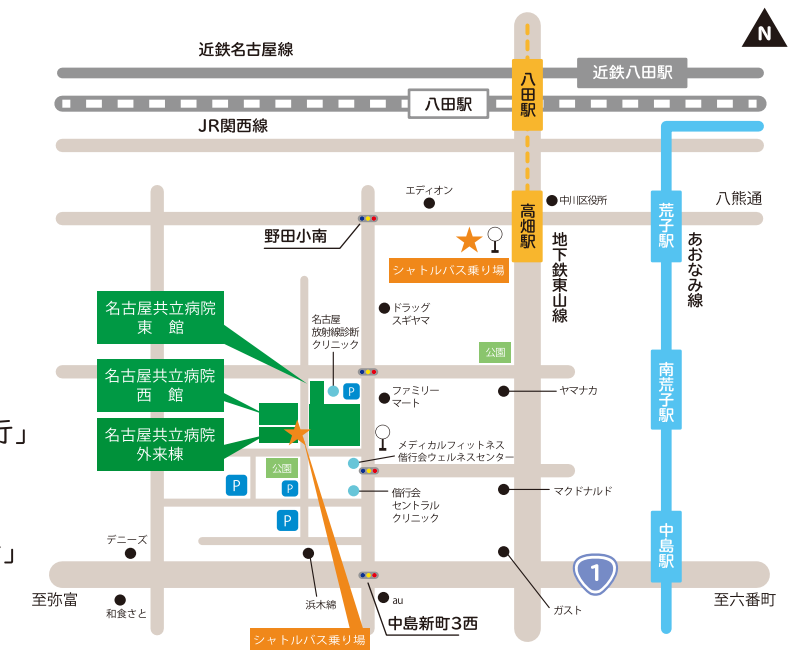 N
近鉄名古屋線
近鉄八田駅
八田駅
八田駅
JR関西線
エディオン
中川区役所
八熊通
高畑駅
荒子駅
野田小南
シャトルバス乗り場
地下鉄東山線
あおなみ線
名古屋共立病院
東 館
名古屋
放射線診断
クリニック
ドラッグ
スギヤマ
公園
名古屋共立病院
西 館
P
ファミリー
マート
ヤマナカ
南荒子駅
名古屋共立病院
外来棟
行」
メディカルフィットネス
偕行会ウェルネスセンター
公園
P
P
偕行会
セントラル
クリニック
マクドナルド
P
デニーズ
」
中島駅
1
至弥富
和食さと
浜木綿
au
ガスト
至六番町
中島新町3西
シャトルバス乗り場